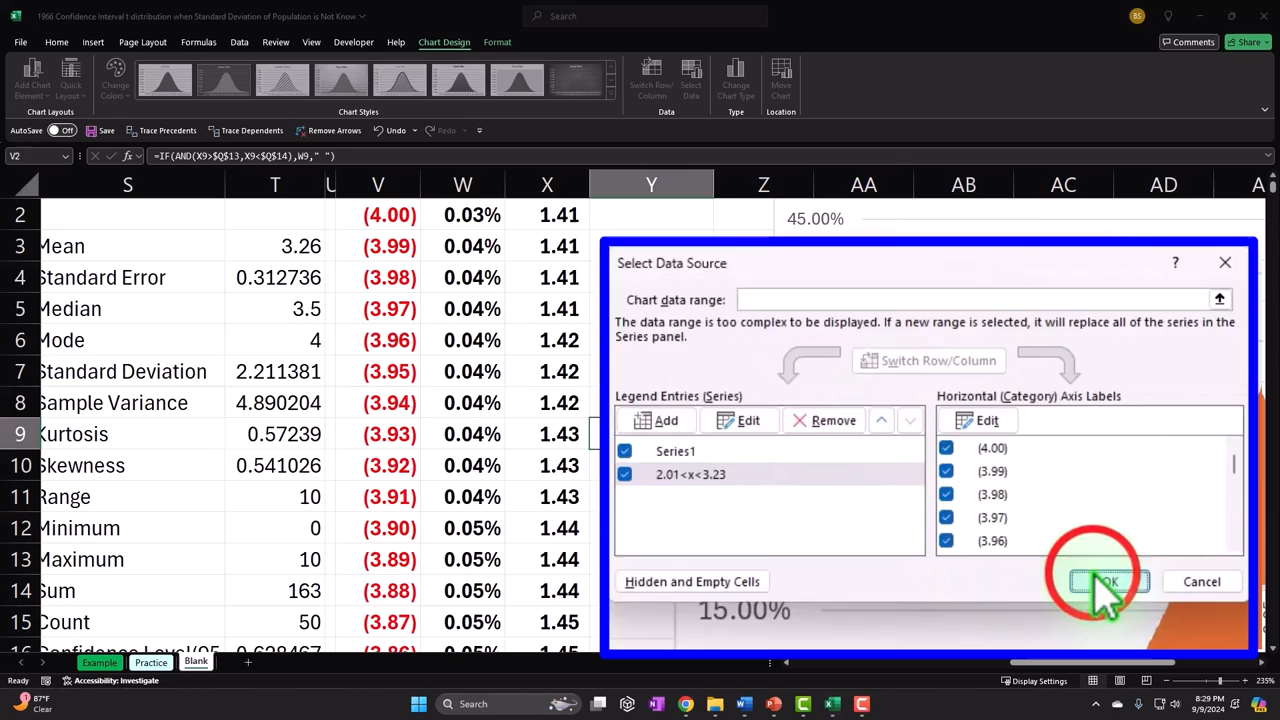 1966 Confidence Interval t distribution when Standard Deviation of Population is Not Know
Search
BS
File Home Insert Page Layout Formulas Data Review View Developer Help Chart Design Format Comments Share
Add Chart Element Quick Layout Change Colors Switch Row/Column Select Data Change Chart Type Move Chart
Chart Layouts Chart Styles Data Type Location
AutoSave Off Save Trace Precedents Trace Dependents Remove Arrows Undo Redo
V2 fx =IF(AND(X9>$Q$13,X9<$Q$14),W9," ")
S T U V W X Y Z AA AB AC AD A
2 (4.00) 0.03% 1.41 45.00%
3 Mean 3.26 (3.99) 0.04% 1.41
4 Standard Error 0.312736 (3.98) 0.04% 1.41
5 Median 3.5 (3.97) 0.04% 1.41
6 Mode 4 (3.96) 0.04% 1.42
7 Standard Deviation 2.211381 (3.95) 0.04% 1.42
8 Sample Variance 4.890204 (3.94) 0.04% 1.42
9 Kurtosis 0.57239 (3.93) 0.04% 1.43
10 Skewness 0.541026 (3.92) 0.04% 1.43
11 Range 10 (3.91) 0.04% 1.43
12 Minimum 0 (3.90) 0.05% 1.44
13 Maximum 10 (3.89) 0.05% 1.44
14 Sum 163 (3.88) 0.05% 1.44
15 Count 50 (3.87) 0.05% 1.45
16 Confidence Level(95 0.628467 (3.86) 0.05% 1.45
Select Data Source ?
Chart data range:
The data range is too complex to be displayed. If a new range is selected, it will replace all of the series in the
Series panel.
Switch Row/Column
Legend Entries (Series) Horizontal (Category) Axis Labels
Add Edit Remove Edit
Series1 (4.00)
2.01<x<3.23 (3.99)
(3.98)
(3.97)
(3.96)
Hidden and Empty Cells OK Cancel
15.00%
Example Practice Blank
Ready Accessibility: Investigate Display Settings 235%
87°F
Clear
Search
8:29 PM
9/9/2024